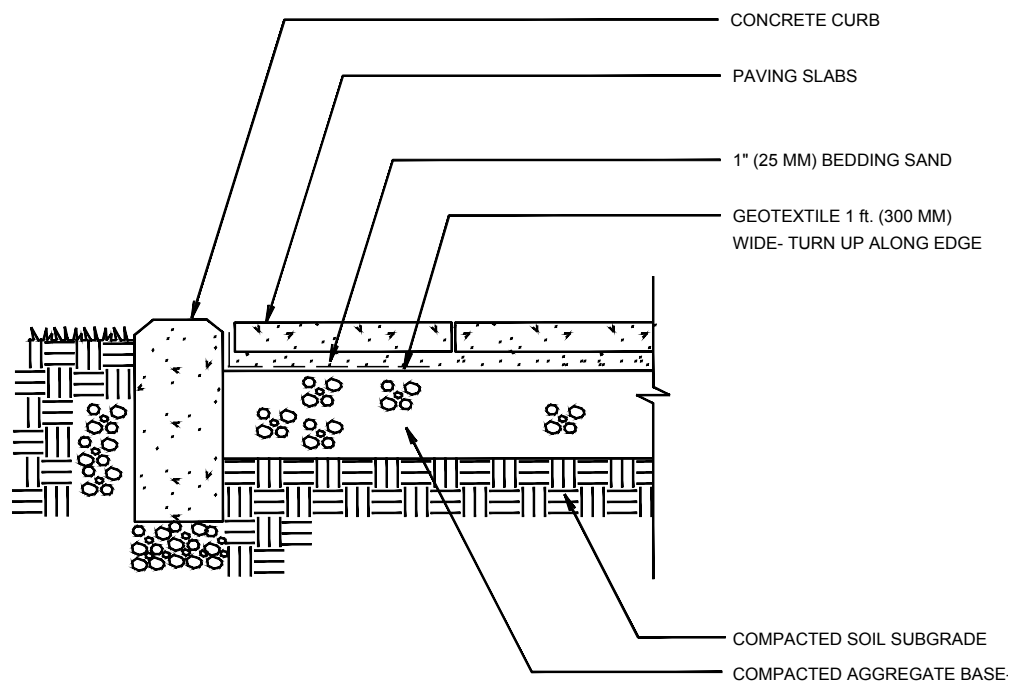 CONCRETE CURB
PAVING SLABS
1" (25 MM) BEDDING SAND
GEOTEXTILE 1 ft. (300 MM)
WIDE- TURN UP ALONG EDGE
COMPACTED SOIL SUBGRADE
COMPACTED AGGREGATE BASE-